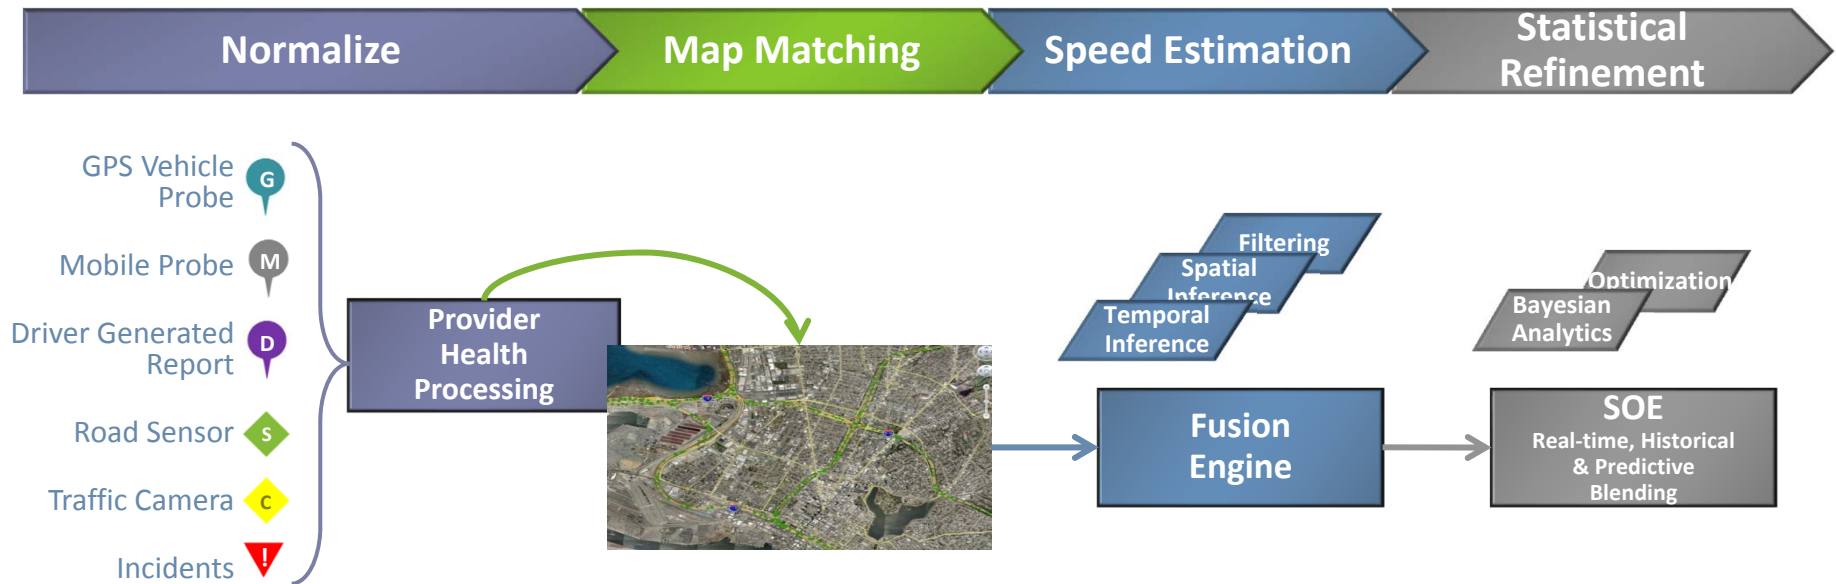 Normalize
Map Matching
Speed Estimation
Statistical
Refinement
GPS Vehicle
Probe
G
Mobile Probe
M
Driver Generated
Report
D
Road Sensor
S
Traffic Camera
C
Incidents
!
Provider
Health
Processing
Filtering
Spatial
Inference
Temporal
Inference
Fusion
Engine
Optimization
Bayesian
Analytics
SOE
Real-time, Historical
& Predictive
Blending